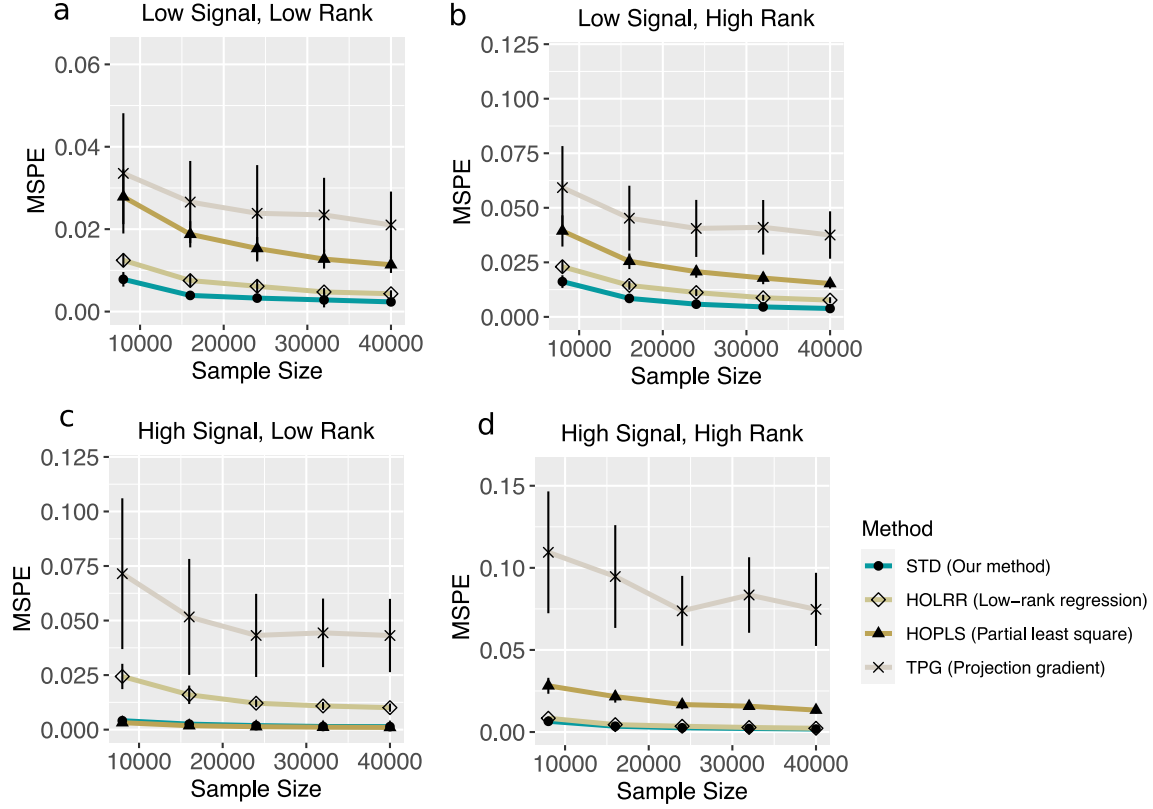 a
Low Signal, Low Rank
0.06
0.04
0.02
0.00
MSPE
10000 20000 30000 40000
Sample Size
b
Low Signal, High Rank
0.125
0.100
0.075
0.050
0.025
0.000
MSPE
10000 20000 30000 40000
Sample Size
c
High Signal, Low Rank
0.125
0.100
0.075
0.050
0.025
0.000
MSPE
10000 20000 30000 40000
Sample Size
d
High Signal, High Rank
0.15
0.10
0.05
0.00
MSPE
10000 20000 30000 40000
Sample Size
Method
STD (Our method)
HOLRR (Low−rank regression)
HOPLS (Partial least square)
TPG (Projection gradient)